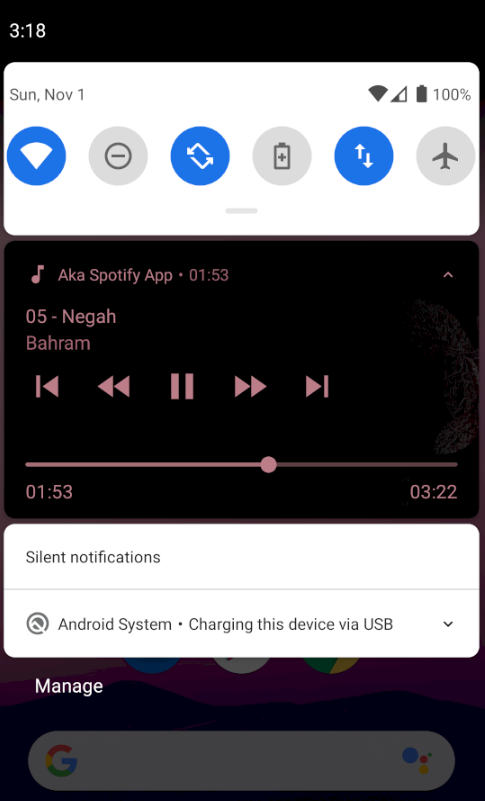 3:18
Sun, Nov 1 100%
Aka Spotify App • 01:53
05 - Negah
Bahram
01:53 03:22
Silent notifications
Android System • Charging this device via USB
Manage